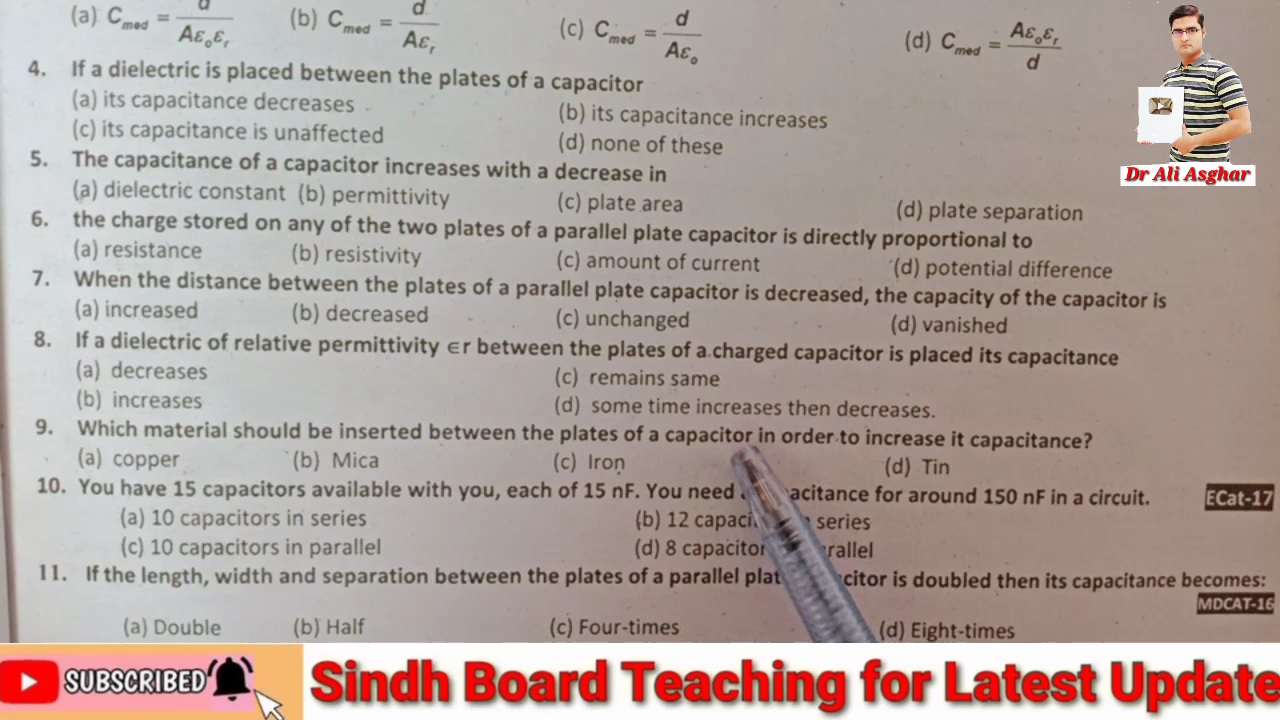 (a) Cmed = d/Aε₀εr (b) Cmed = d/Aεr (c) Cmed = d/Aε₀ (d) Cmed = Aε₀εr/d
4. If a dielectric is placed between the plates of a capacitor
(a) its capacitance decreases (b) its capacitance increases
(c) its capacitance is unaffected (d) none of these
5. The capacitance of a capacitor increases with a decrease in
(a) dielectric constant (b) permittivity (c) plate area (d) plate separation
6. the charge stored on any of the two plates of a parallel plate capacitor is directly proportional to
(a) resistance (b) resistivity (c) amount of current (d) potential difference
7. When the distance between the plates of a parallel plate capacitor is decreased, the capacity of the capacitor is
(a) increased (b) decreased (c) unchanged (d) vanished
8. If a dielectric of relative permittivity ∈r between the plates of a charged capacitor is placed its capacitance
(a) decreases (c) remains same
(b) increases (d) some time increases then decreases.
9. Which material should be inserted between the plates of a capacitor in order to increase it capacitance?
(a) copper (b) Mica (c) Iron (d) Tin
10. You have 15 capacitors available with you, each of 15 nF. You need acitance for around 150 nF in a circuit. ECat-17
(a) 10 capacitors in series (b) 12 capaci series
(c) 10 capacitors in parallel (d) 8 capacitor rallel
11. If the length, width and separation between the plates of a parallel plat citor is doubled then its capacitance becomes:
MDCAT-16
(a) Double (b) Half (c) Four-times (d) Eight-times
Dr Ali Asghar
SUBSCRIBED Sindh Board Teaching for Latest Update